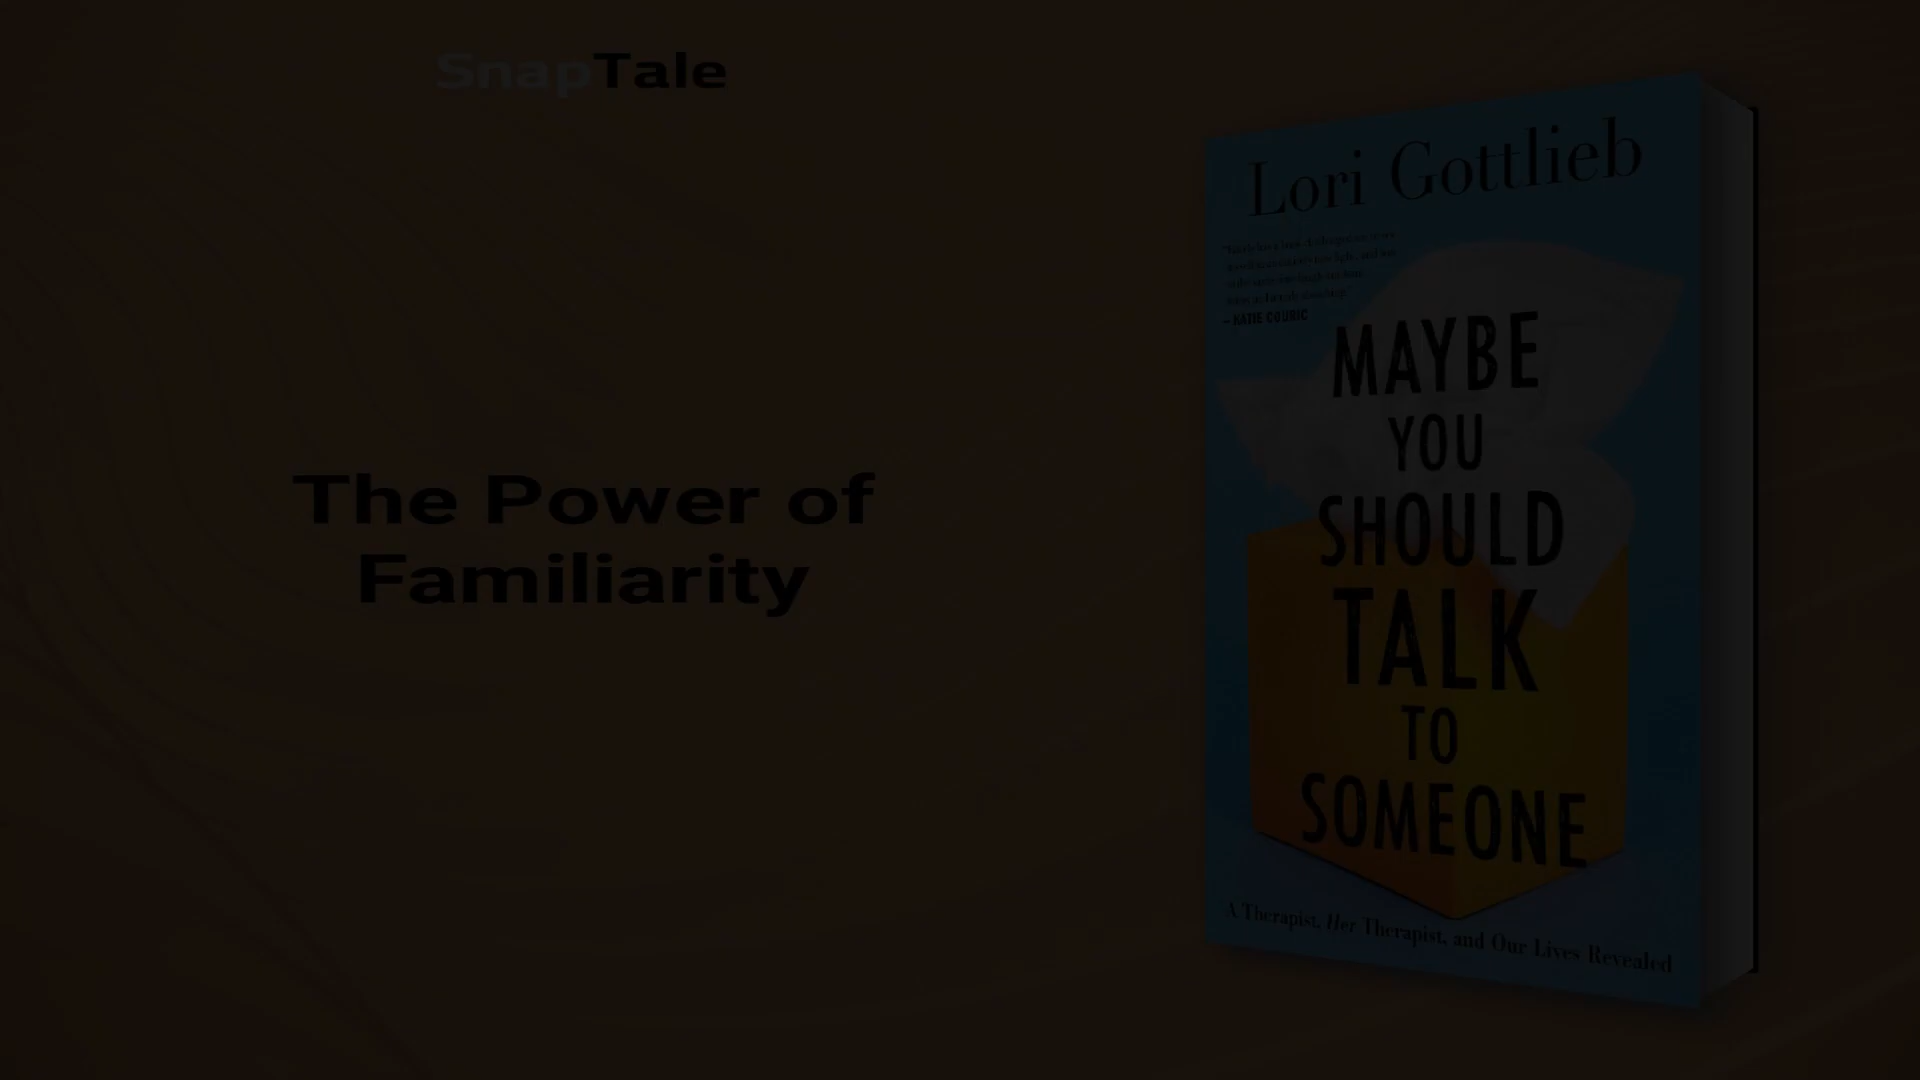 SnapTale
The Power of
Familiarity
Lori Gottlieb
– KATIE COURIC
MAYBE
YOU
SHOULD
TALK
TO
SOMEONE
A Therapist, Her Therapist, and Our Lives Revealed